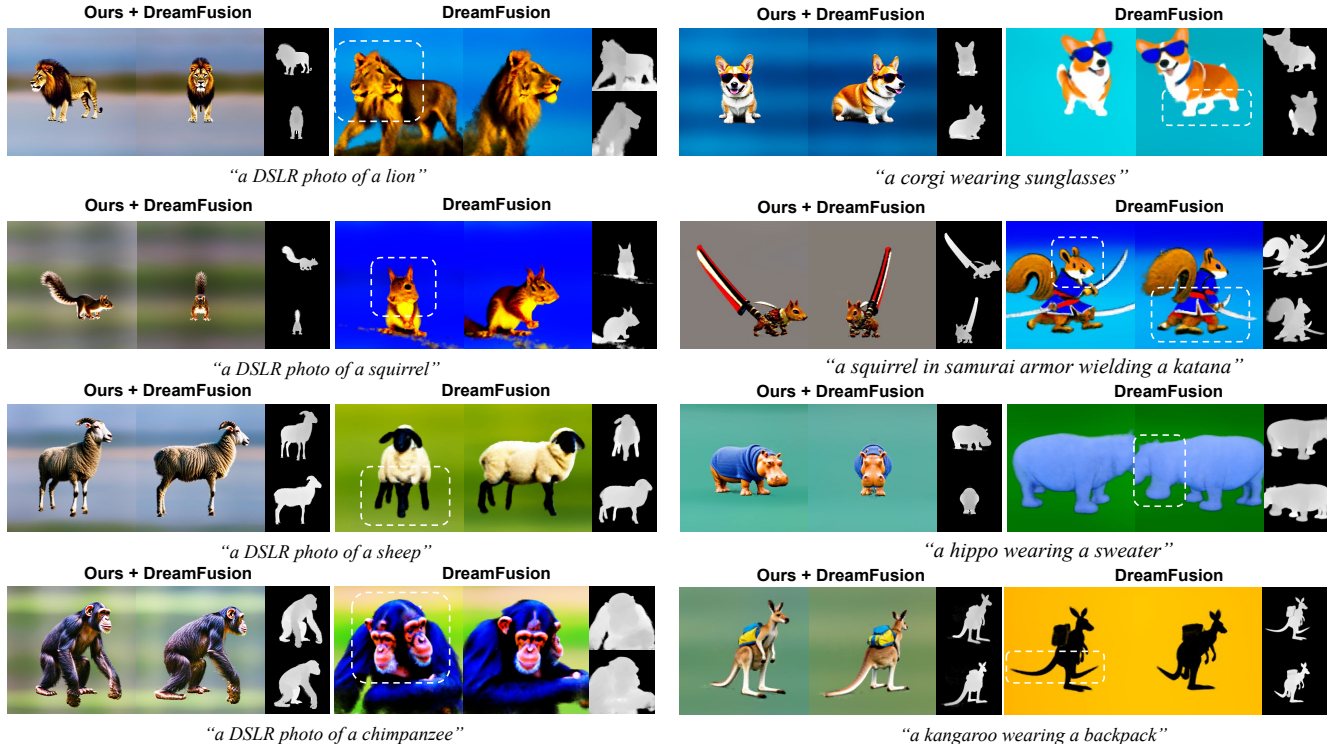 Ours + DreamFusion
DreamFusion
“a DSLR photo of a lion”
Ours + DreamFusion
DreamFusion
“a corgi wearing sunglasses”
Ours + DreamFusion
DreamFusion
“a DSLR photo of a squirrel”
Ours + DreamFusion
DreamFusion
“a squirrel in samurai armor wielding a katana”
Ours + DreamFusion
DreamFusion
“a DSLR photo of a sheep”
Ours + DreamFusion
DreamFusion
“a hippo wearing a sweater”
Ours + DreamFusion
DreamFusion
“a DSLR photo of a chimpanzee”
Ours + DreamFusion
DreamFusion
“a kangaroo wearing a backpack”